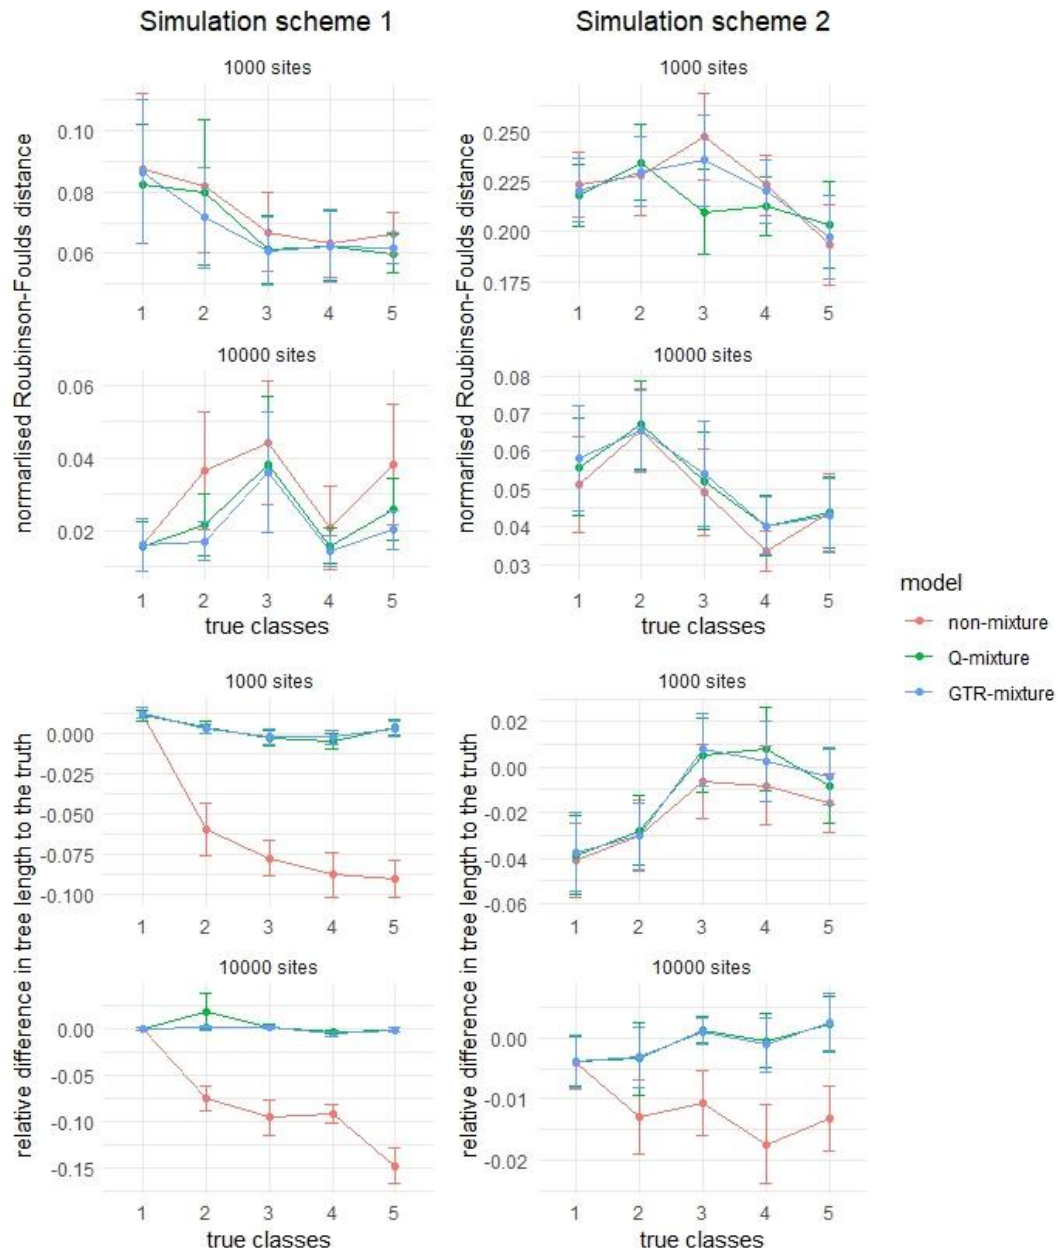 Simulation scheme 1
Simulation scheme 2
1000 sites
1000 sites
normarlised Roubinson-Foulds distance
0.10
0.08
0.06
1 2 3 4 5
normarlised Roubinson-Foulds distance
0.250
0.225
0.200
0.175
1 2 3 4 5
10000 sites
10000 sites
0.06
0.04
0.02
1 2 3 4 5
true classes
0.08
0.07
0.06
0.05
0.04
0.03
1 2 3 4 5
true classes
model
non-mixture
Q-mixture
GTR-mixture
1000 sites
1000 sites
relative difference in tree length to the truth
0.000
-0.025
-0.050
-0.075
-0.100
1 2 3 4 5
relative difference in tree length to the truth
0.02
0.00
-0.02
-0.04
-0.06
1 2 3 4 5
10000 sites
10000 sites
0.00
-0.05
-0.10
-0.15
1 2 3 4 5
true classes
0.00
-0.01
-0.02
1 2 3 4 5
true classes